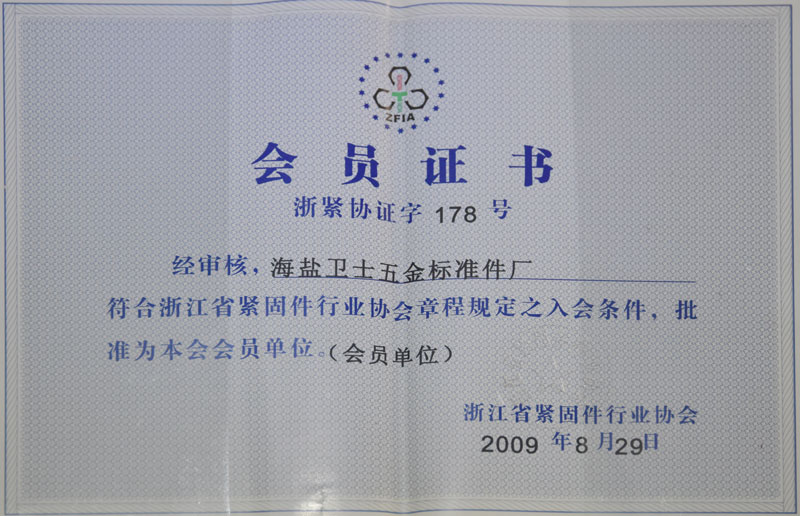 ZFIA
会员证书
浙紧协证字 178 号
经审核，海盐卫士五金标准件厂
符合浙江省紧固件行业协会章程规定之入会条件，批
准为本会会员单位。（会员单位）
浙江省紧固件行业协会
2009 年 8 月 29 日